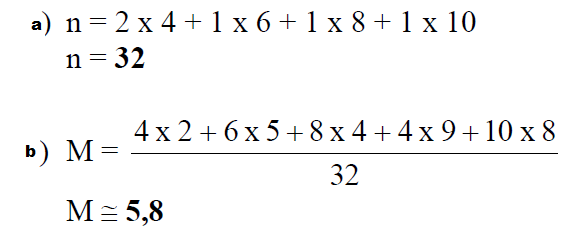 a) n = 2 x 4 + 1 x 6 + 1 x 8 + 1 x 10
n = 32
b) M = (4 x 2 + 6 x 5 + 8 x 4 + 4 x 9 + 10 x 8) / 32
M ≅ 5,8